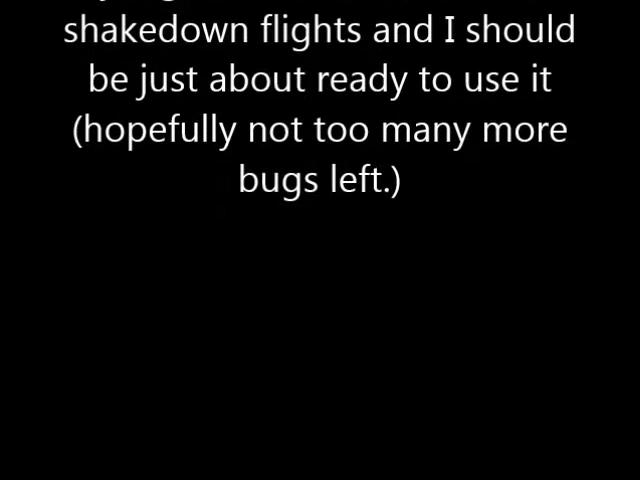 shakedown flights and I should
be just about ready to use it
(hopefully not too many more
bugs left.)